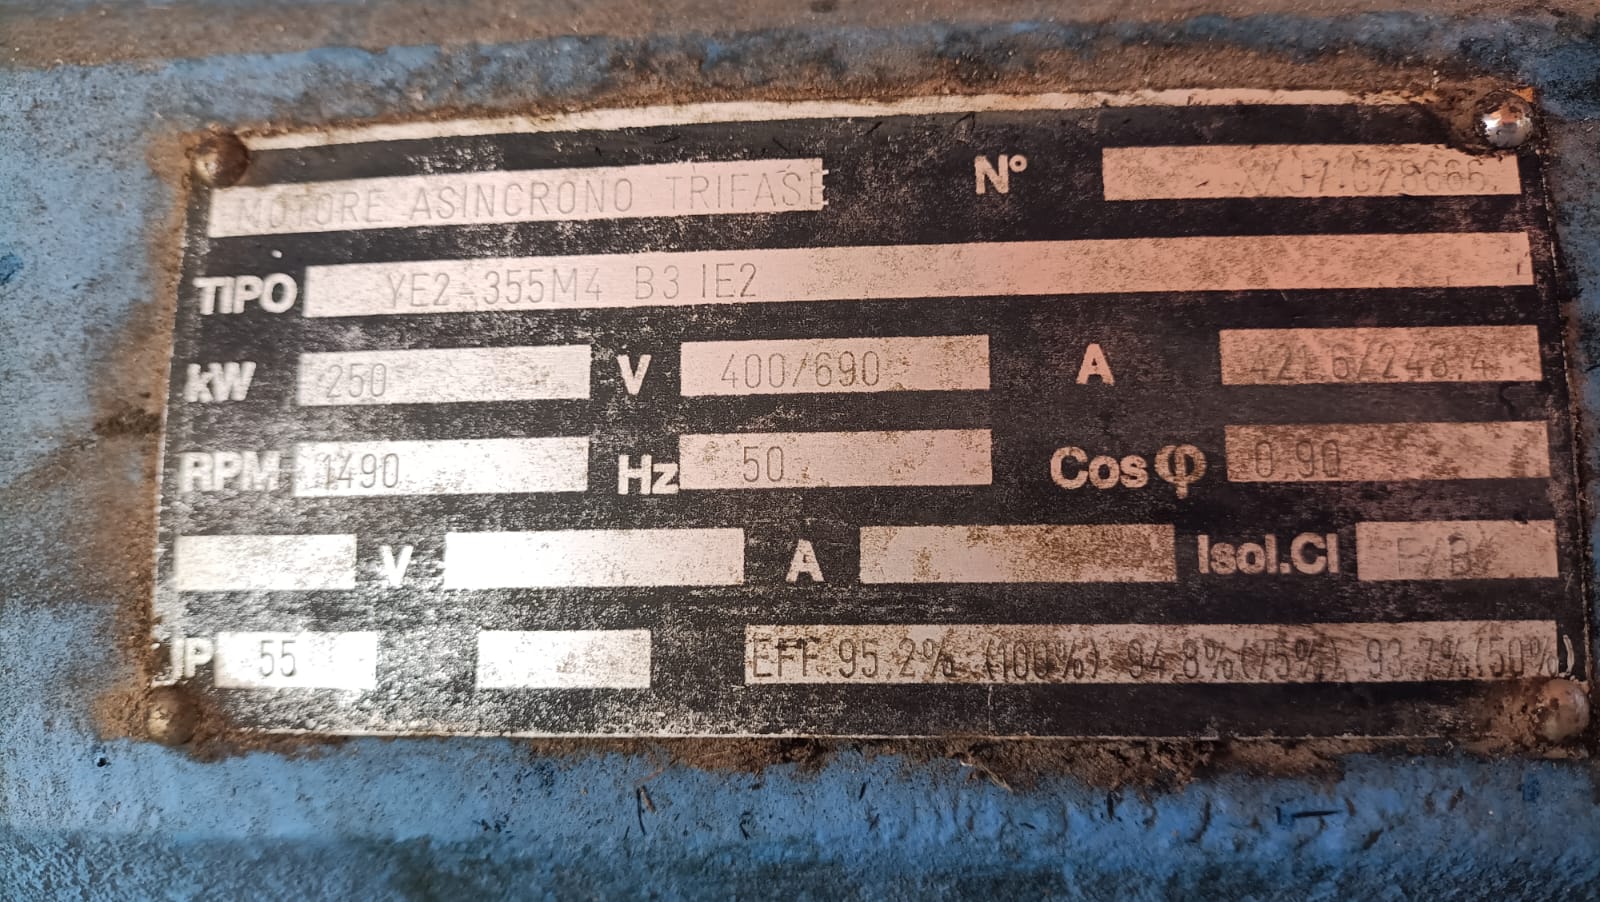 MOTORE ASINCRONO TRIFASE N°
TIPO YE2-355M4 B3 IE2
kW 250 V 400/690 A
RPM 1490 Hz 50 Cosφ 0.90
V A Isol.Cl F/B
IP 55 EFF.95.2% (100%) 94.8%(75%) 93.7%(50%)